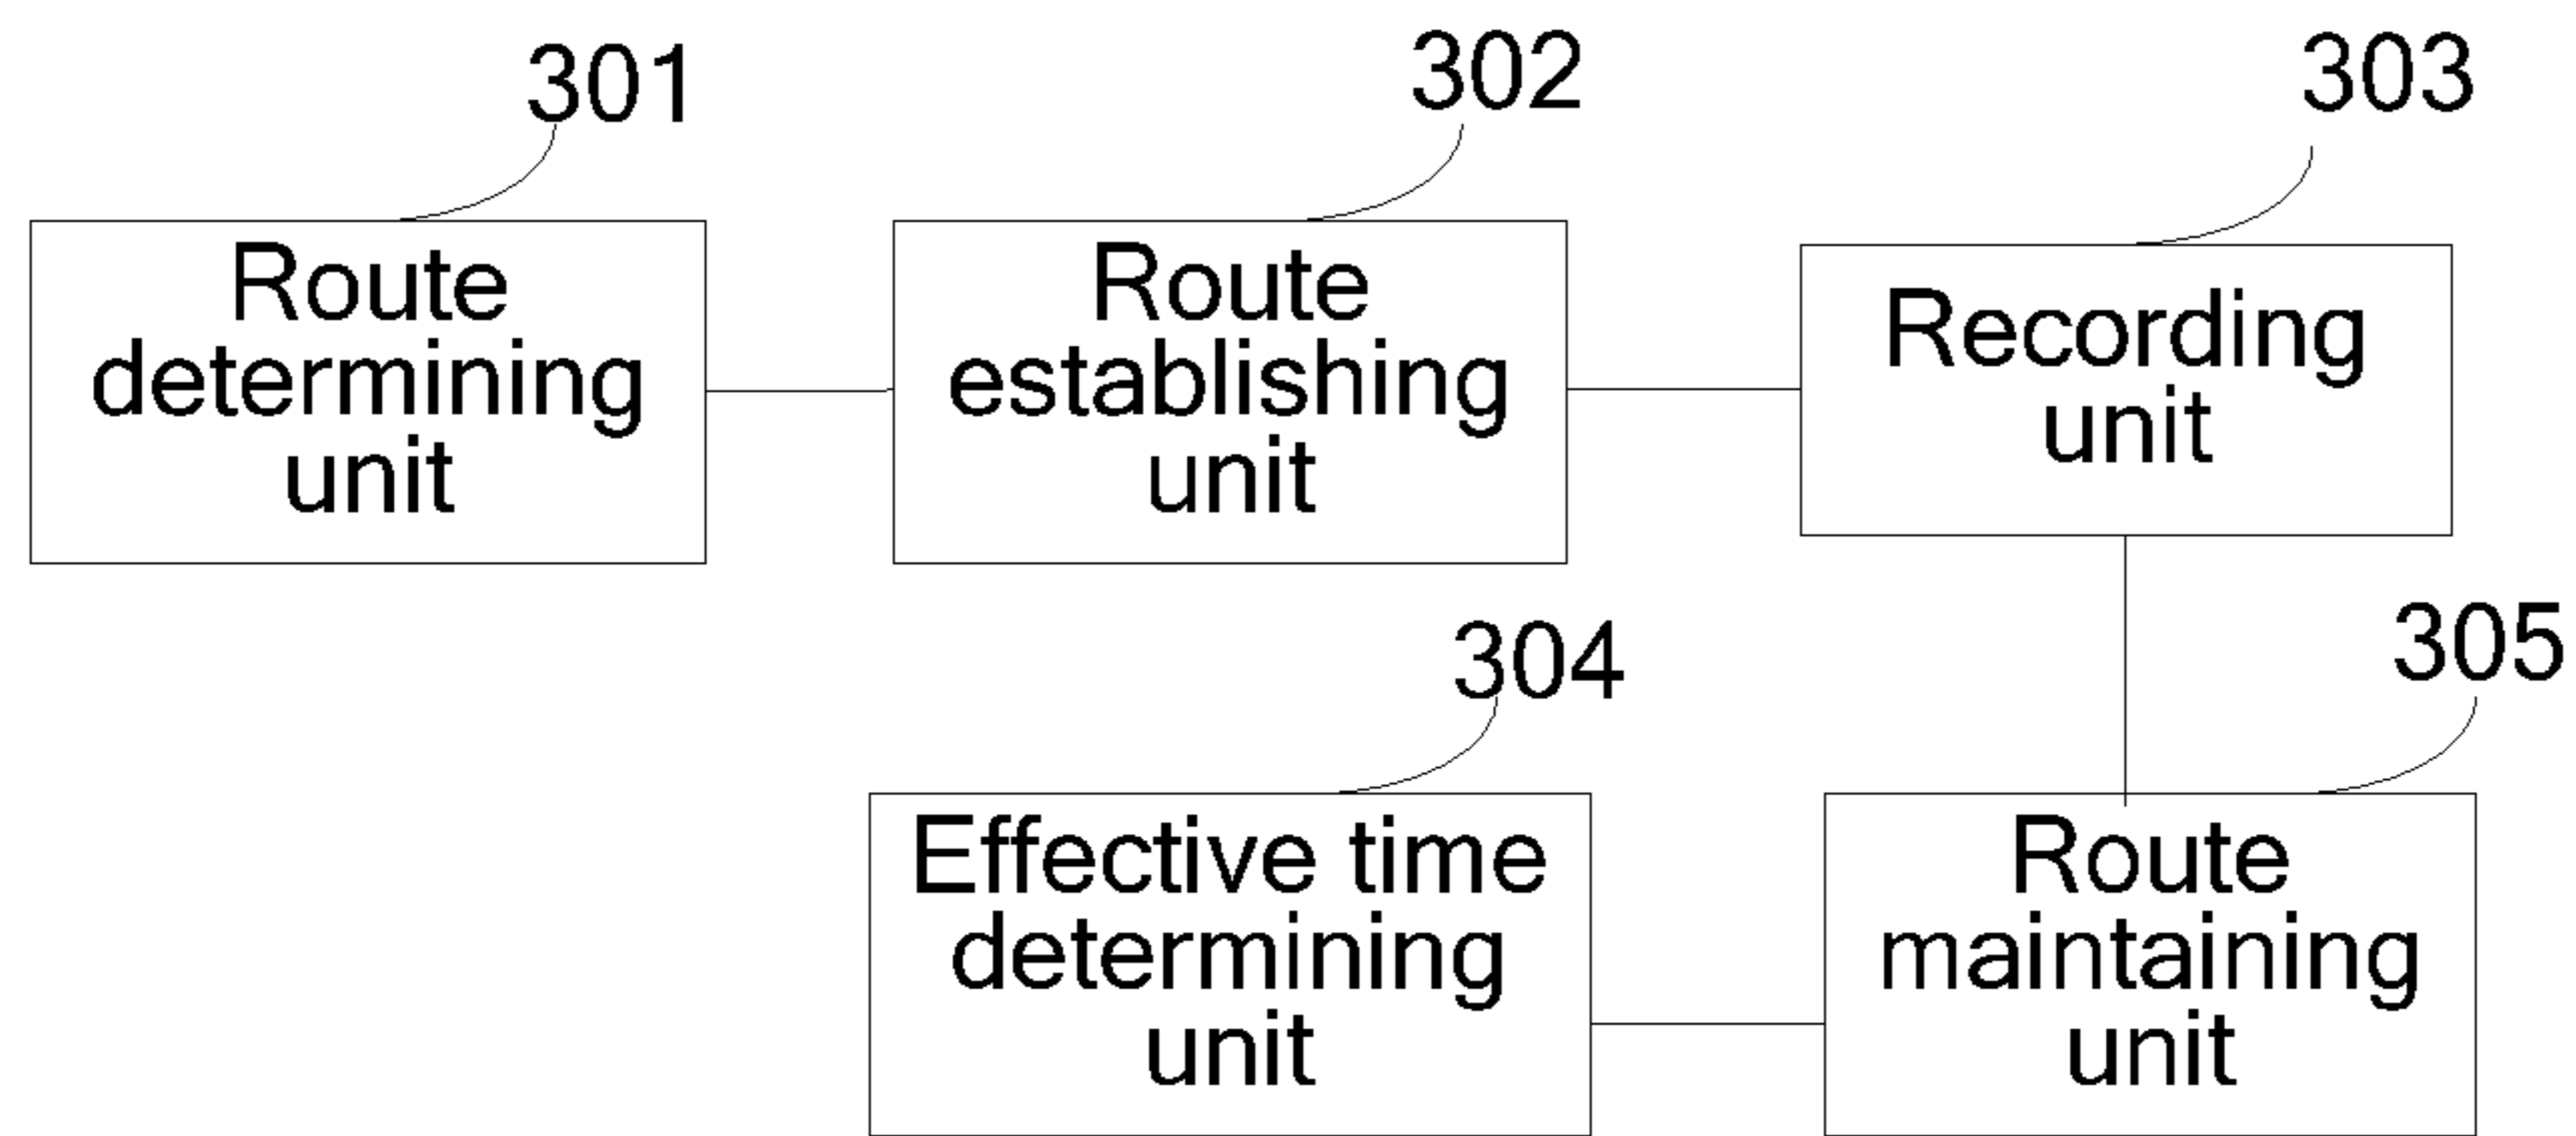 301
302
303
Route
determining
unit
Route
establishing
unit
Recording
unit
304
305
Effective time
determining
unit
Route
maintaining
unit